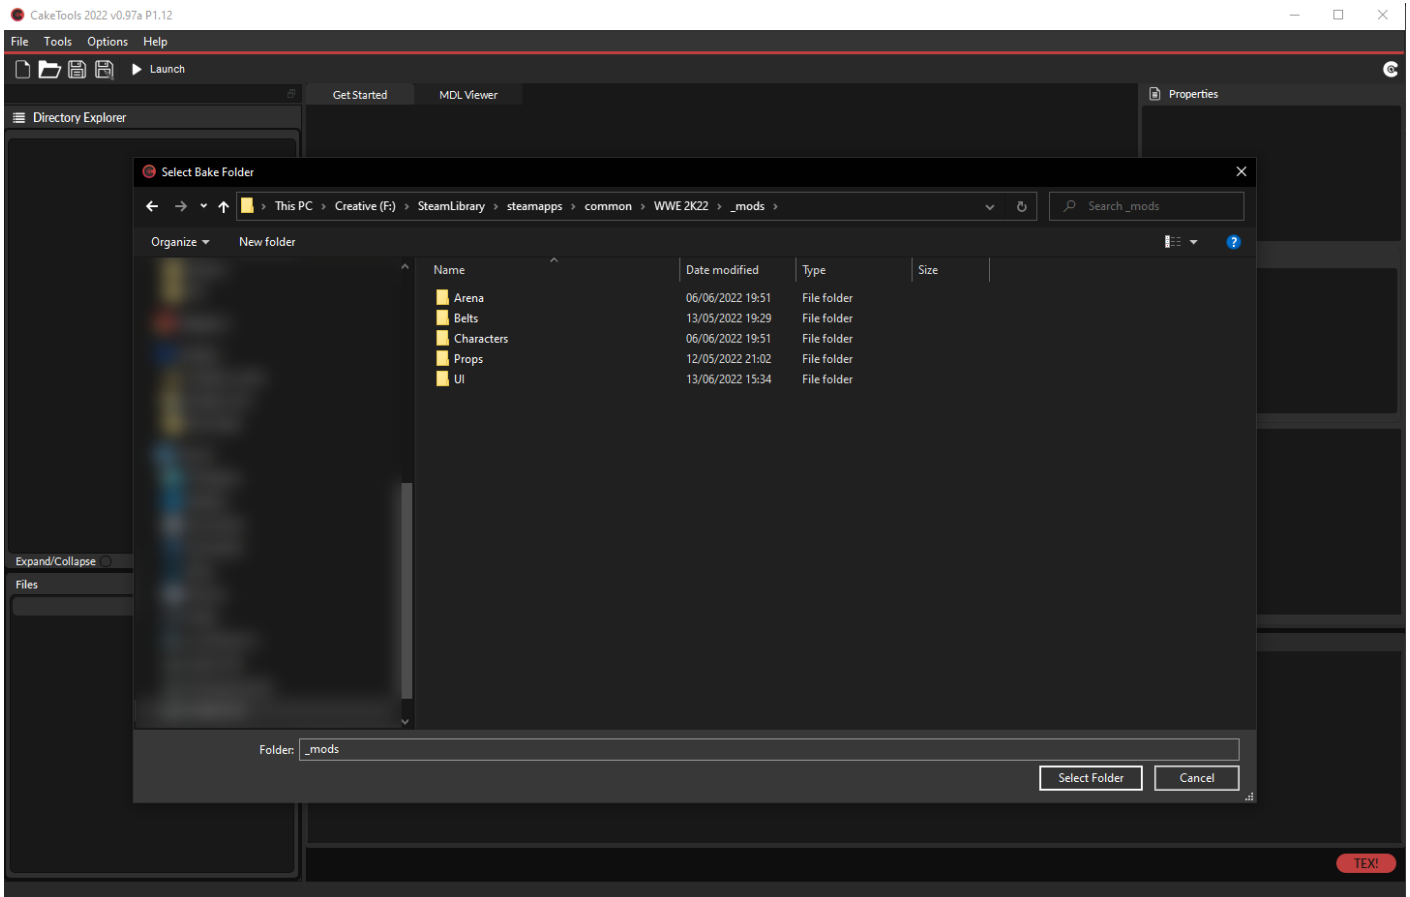 CakeTools 2022 v0.97a P1.12
File Tools Options Help
Launch
Get Started MDL Viewer
Properties
Directory Explorer
Select Bake Folder
This PC > Creative (F:) > SteamLibrary > steamapps > common > WWE 2K22 > _mods >
Search _mods
Organize New folder
Name Date modified Type Size
Arena 06/06/2022 19:51 File folder
Belts 13/05/2022 19:29 File folder
Characters 06/06/2022 19:51 File folder
Props 12/05/2022 21:02 File folder
UI 13/06/2022 15:34 File folder
Expand/Collapse
Files
Folder: _mods
Select Folder Cancel
TEX!